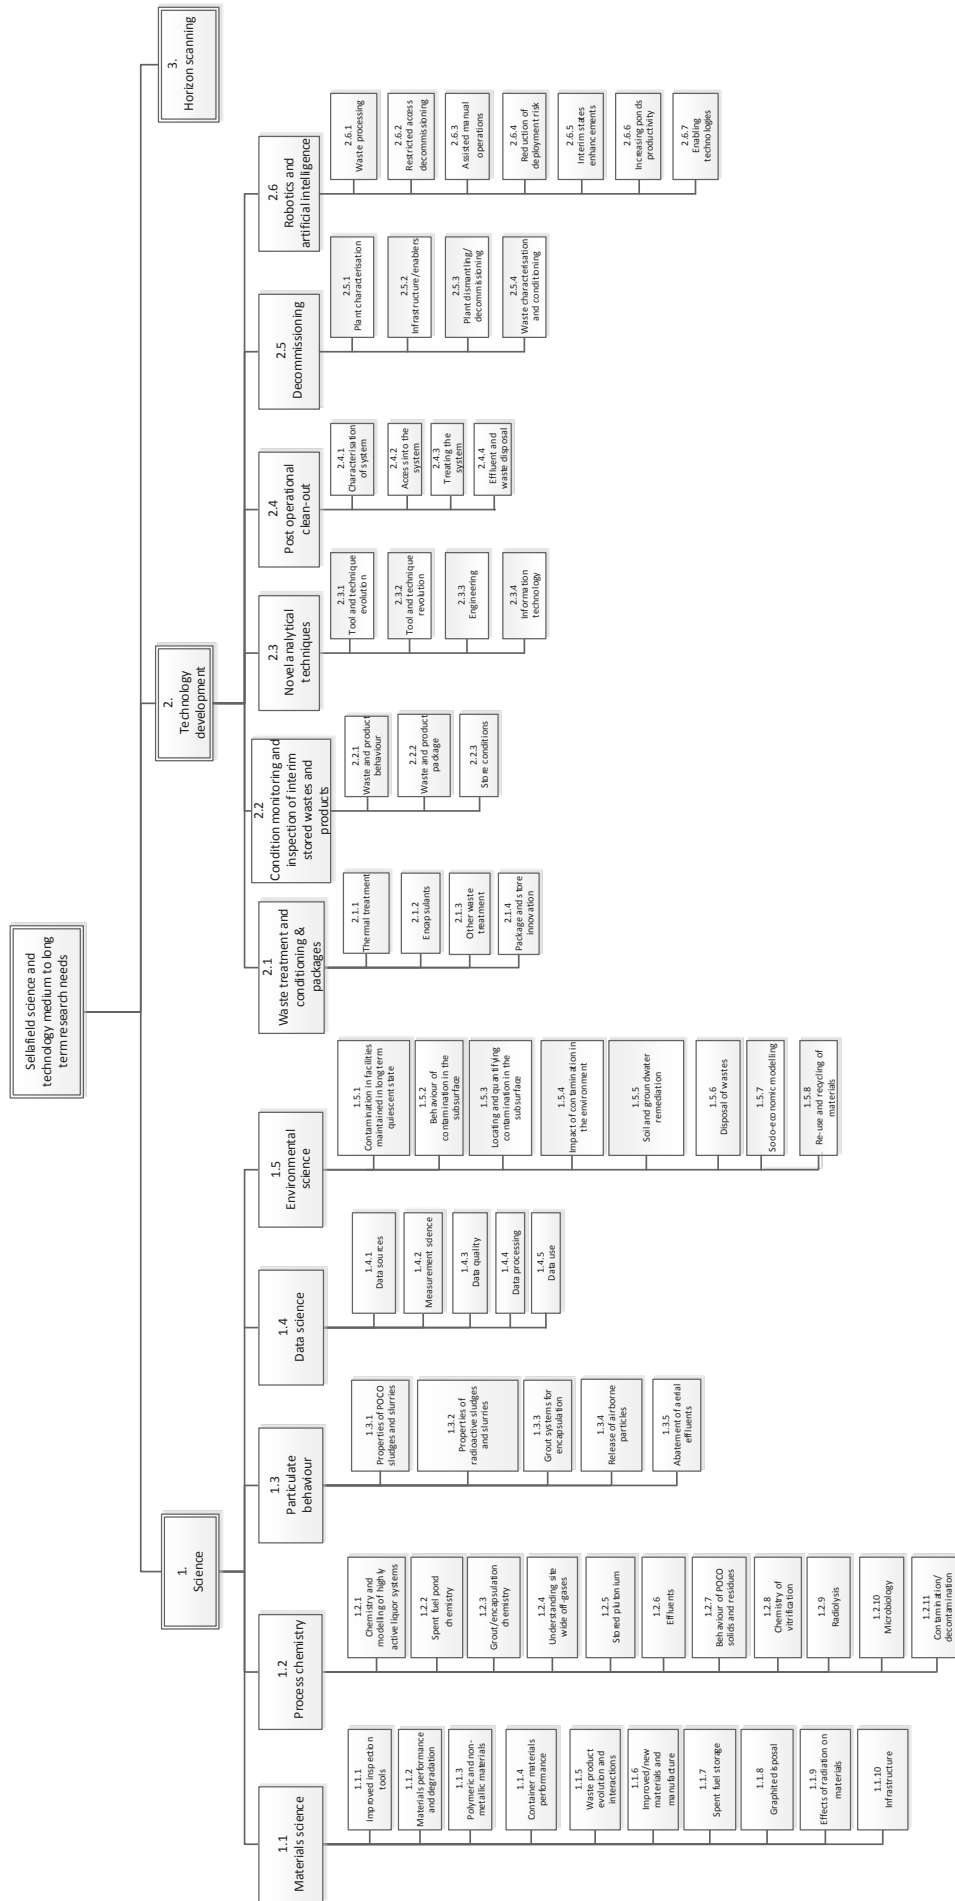 Sellafield science and
technology medium to long
term research needs
1.
Science
1.1
Materials science
1.1.1
Improved inspection
tools
1.1.2
Materials performance
and degradation
1.1.3
Polymeric and non-
metallic materials
1.1.4
Container materials
performance
1.1.5
Waste product
evolution and
interactions
1.1.6
Improved/new
materials and
manufacture
1.1.7
Spent fuel storage
1.1.8
Graphite disposal
1.1.9
Effects of radiation on
materials
1.1.10
Infrastructure
1.2
Process chemistry
1.2.1
Chemistry and
modelling of highly
active liquor systems
1.2.2
Spent fuel pond
chemistry
1.2.3
Grout/encapsulation
chemistry
1.2.4
Understanding site
wide off-gases
1.2.5
Stored plutonium
1.2.6
Effluents
1.2.7
Behaviour of POCO
solids and residues
1.2.8
Chemistry of
vitrification
1.2.9
Radiolysis
1.2.10
Microbiology
1.2.11
Contamination/
decontamination
1.3
Particulate
behaviour
1.3.1
Properties of POCO
sludges and slurries
1.3.2
Properties of
radioactive sludges
and slurries
1.3.3
Grout systems for
encapsulation
1.3.4
Release of airborne
particles
1.3.5
Abatement of aerial
effluents
1.4
Data science
1.4.1
Data sources
1.4.2
Measurement science
1.4.3
Data quality
1.4.4
Data processing
1.4.5
Data use
1.5
Environmental
science
1.5.1
Contamination in facilities
maintained in long term
quiescent state
1.5.2
Behaviour of
contamination in the
subsurface
1.5.3
Locating and quantifying
contamination in the
subsurface
1.5.4
Impact of contamination in
the environment
1.5.5
Soil and groundwater
remediation
1.5.6
Disposal of wastes
1.5.7
Socio-economic modelling
1.5.8
Re-use and recycling of
materials
2.
Technology
development
2.1
Waste treatment and
conditioning &
packages
2.1.1
Thermal treatment
2.1.2
Encapsulants
2.1.3
Other waste
treatment
2.1.4
Package and store
innovation
2.2
Condition monitoring and
inspection of interim
stored wastes and
products
2.2.1
Waste and product
behaviour
2.2.2
Waste and product
package
2.2.3
Store conditions
2.3
Novel analytical
techniques
2.3.1
Tool and technique
evolution
2.3.2
Tool and technique
revolution
2.3.3
Engineering
2.3.4
Information
technology
2.4
Post operational
clean-out
2.4.1
Characterisation
of system
2.4.2
Access into the
system
2.4.3
Treating the
system
2.4.4
Effluent and
waste disposal
2.5
Decommissioning
2.5.1
Plant characterisation
2.5.2
Infrastructure/enablers
2.5.3
Plant dismantling/
decommissioning
2.5.4
Waste characterisation
and conditioning
2.6
Robotics and
artificial intelligence
2.6.1
Waste processing
2.6.2
Restricted access
decommissioning
2.6.3
Assisted manual
operations
2.6.4
Reduction of
deployment risk
2.6.5
Interim states
enhancements
2.6.6
Increasing ponds
productivity
2.6.7
Enabling
technologies
3.
Horizon scanning